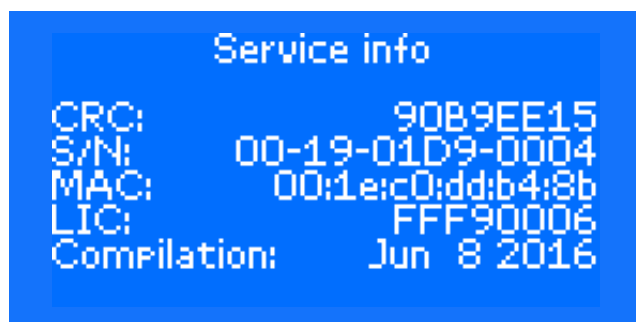 Service info
CRC: 90B9EE15
S/N: 00-19-01D9-0004
MAC: 00:1e:c0:dd:b4:8b
LIC: FFF90006
Compilation: Jun  8 2016